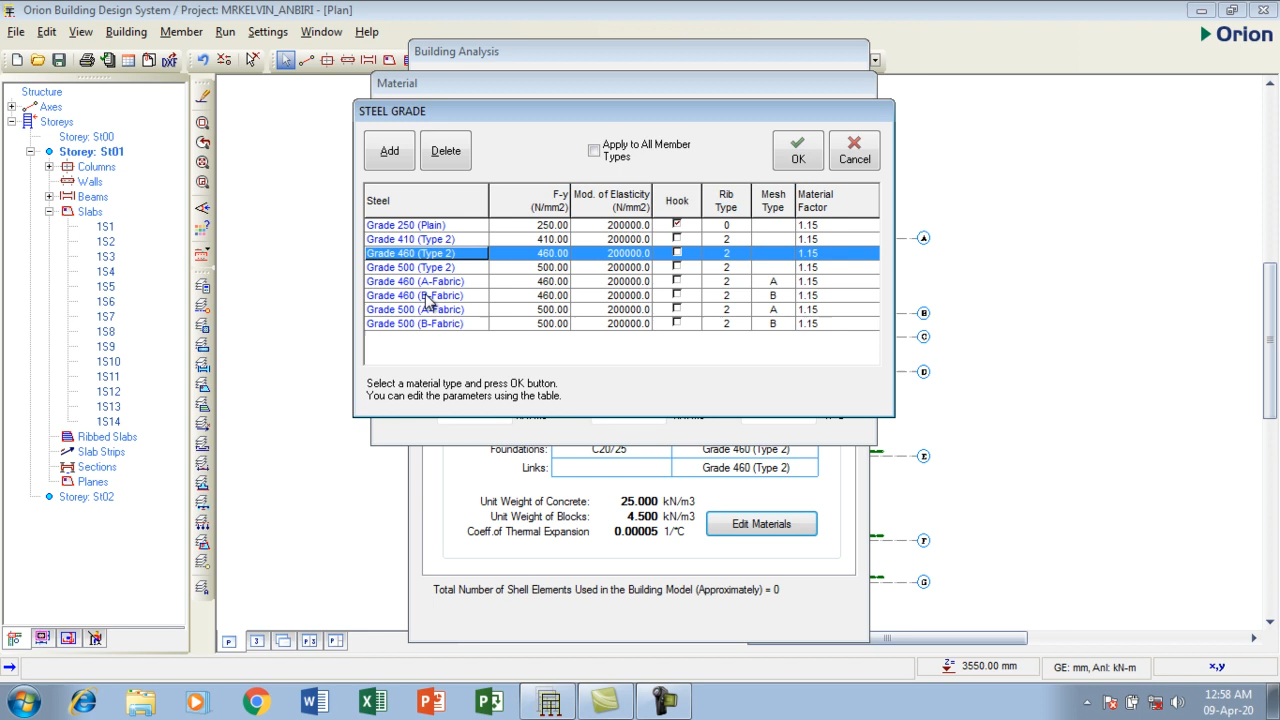 Orion Building Design System / Project: MRKELVIN_ANBIRI - [Plan]
File Edit View Building Member Run Settings Window Help
Orion
DXF
Structure
Axes
Storeys
Storey: St00
Storey: St01
Columns
Walls
Beams
Slabs
1S1
1S2
1S3
1S4
1S5
1S6
1S7
1S8
1S9
1S10
1S11
1S12
1S13
1S14
Ribbed Slabs
Slab Strips
Sections
Planes
Storey: St02
Building Analysis
Material
STEEL GRADE
Add Delete Apply to All Member Types OK Cancel
Steel F-y (N/mm2) Mod. of Elasticity (N/mm2) Hook Rib Type Mesh Type Material Factor
Grade 250 (Plain) 250.00 200000.0 0 1.15
Grade 410 (Type 2) 410.00 200000.0 2 1.15
Grade 460 (Type 2) 460.00 200000.0 2 1.15
Grade 500 (Type 2) 500.00 200000.0 2 1.15
Grade 460 (A-Fabric) 460.00 200000.0 2 A 1.15
Grade 460 (B-Fabric) 460.00 200000.0 2 B 1.15
Grade 500 (A-Fabric) 500.00 200000.0 2 A 1.15
Grade 500 (B-Fabric) 500.00 200000.0 2 B 1.15
Select a material type and press OK button.
You can edit the parameters using the table.
Foundations: C20/25 Grade 460 (Type 2)
Links: Grade 460 (Type 2)
Unit Weight of Concrete: 25.000 kN/m3
Unit Weight of Blocks: 4.500 kN/m3
Coeff.of Thermal Expansion 0.00005 1/°C
Edit Materials
Total Number of Shell Elements Used in the Building Model (Approximately) = 0
A
B
C
D
E
F
G
P 3
Z= 3550.00 mm GE: mm, Anl: kN-m x,y
12:58 AM
09-Apr-20